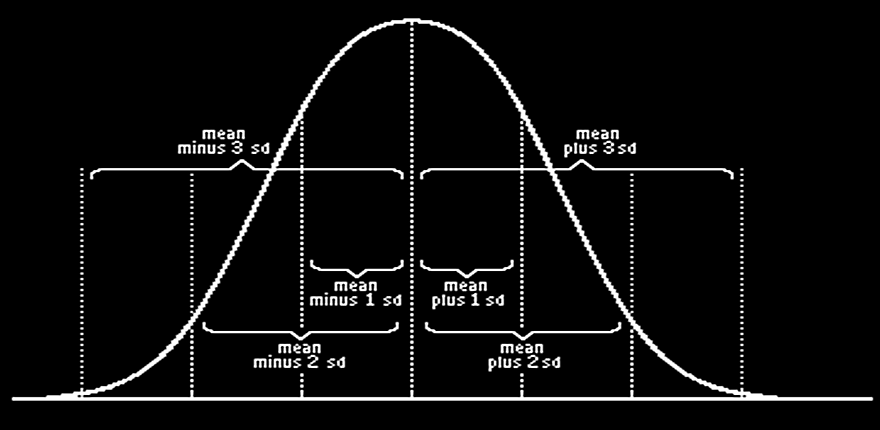 mean
minus 3 sd
mean
plus 3 sd
mean
minus 1 sd
mean
plus 1 sd
mean
minus 2 sd
mean
plus 2 sd